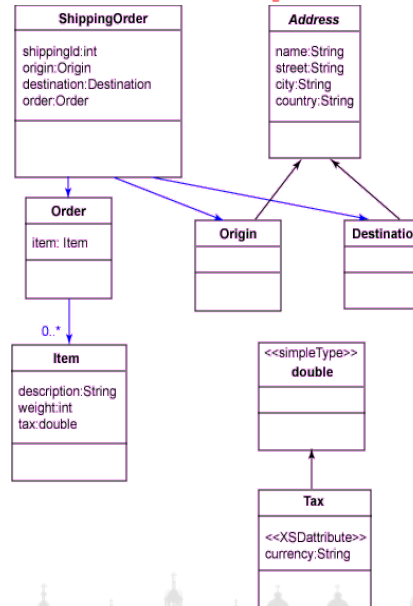 ShippingOrder
shippingId:int
origin:Origin
destination:Destination
order:Order
Address
name:String
street:String
city:String
country:String
Order
item: Item
Origin
Destinatio
0..*
Item
description:String
weight:int
tax:double
<<simpleType>>
double
Tax
<<XSDattribute>>
currency:String